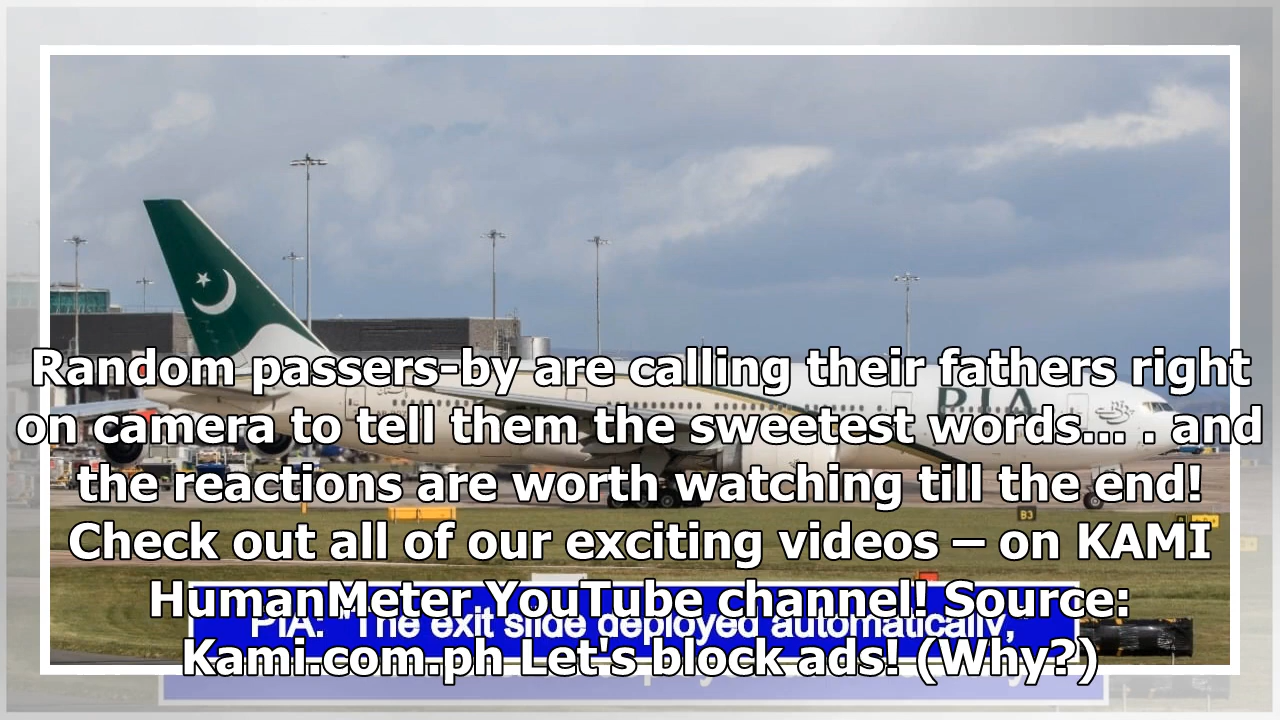 PIA
B3
Random passers-by are calling their fathers right
on camera to tell them the sweetest words... . and
the reactions are worth watching till the end!
Check out all of our exciting videos – on KAMI
HumanMeter YouTube channel! Source:
PIA: "The exit slide deployed automatically,
Kami.com.ph Let's block ads! (Why?)